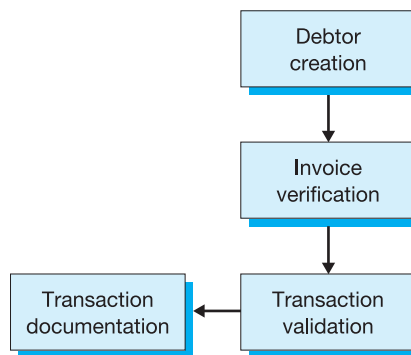 Debtor
creation
Invoice
verification
Transaction
validation
Transaction
documentation